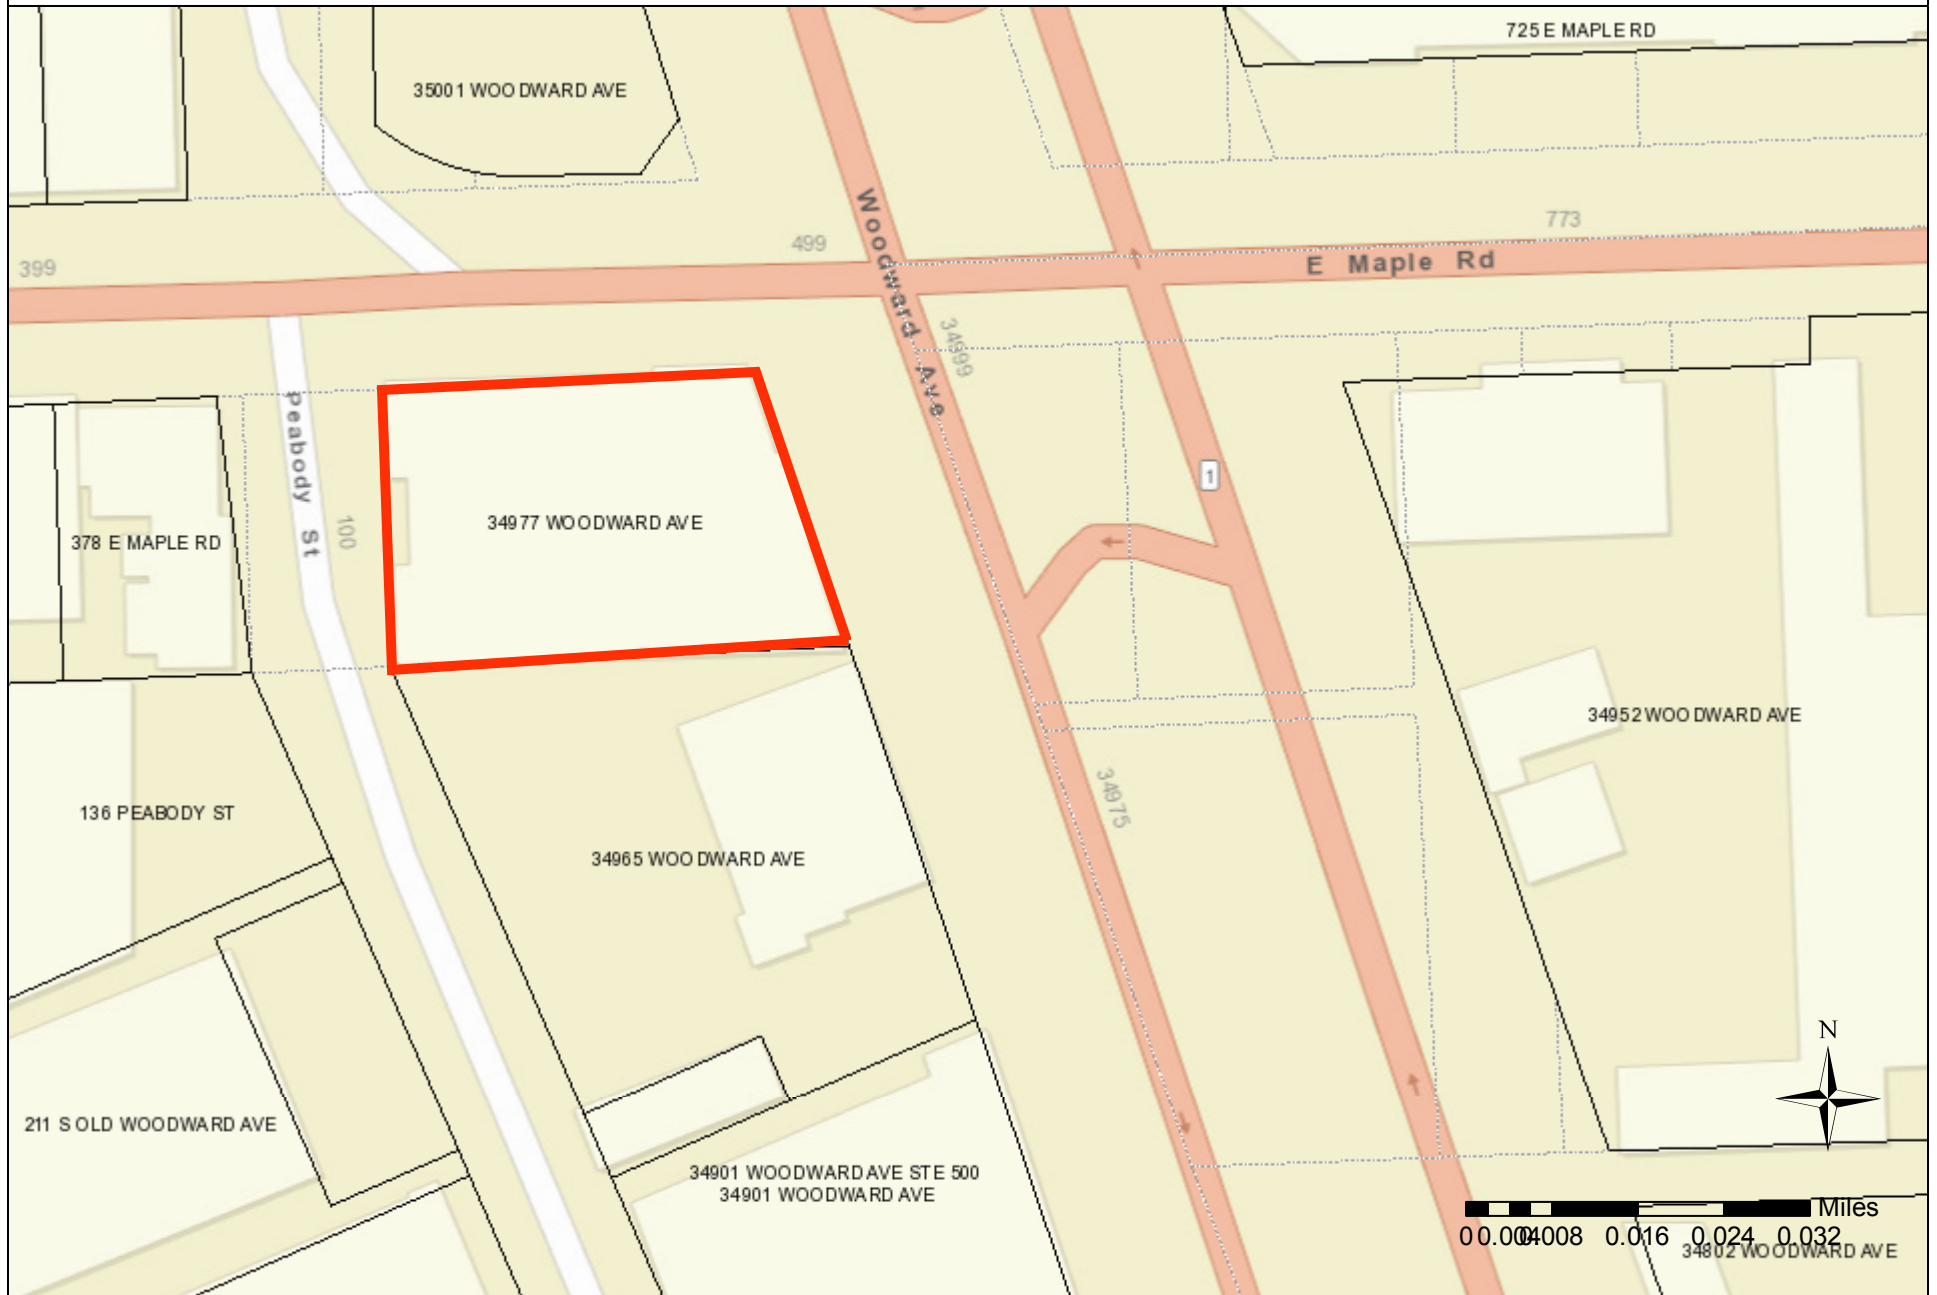 725 E MAPLE RD
35001 WOODWARD AVE
Woodward Ave
773
499
E Maple Rd
399
34999
Peabody St
100
1
34977 WOODWARD AVE
378 E MAPLE RD
34952 WOODWARD AVE
34975
136 PEABODY ST
34965 WOODWARD AVE
N
211 S OLD WOODWARD AVE
34901 WOODWARD AVE STE 500
34901 WOODWARD AVE
Miles
0 0.004 0.008 0.016 0.024 0.032
34802 WOODWARD AVE